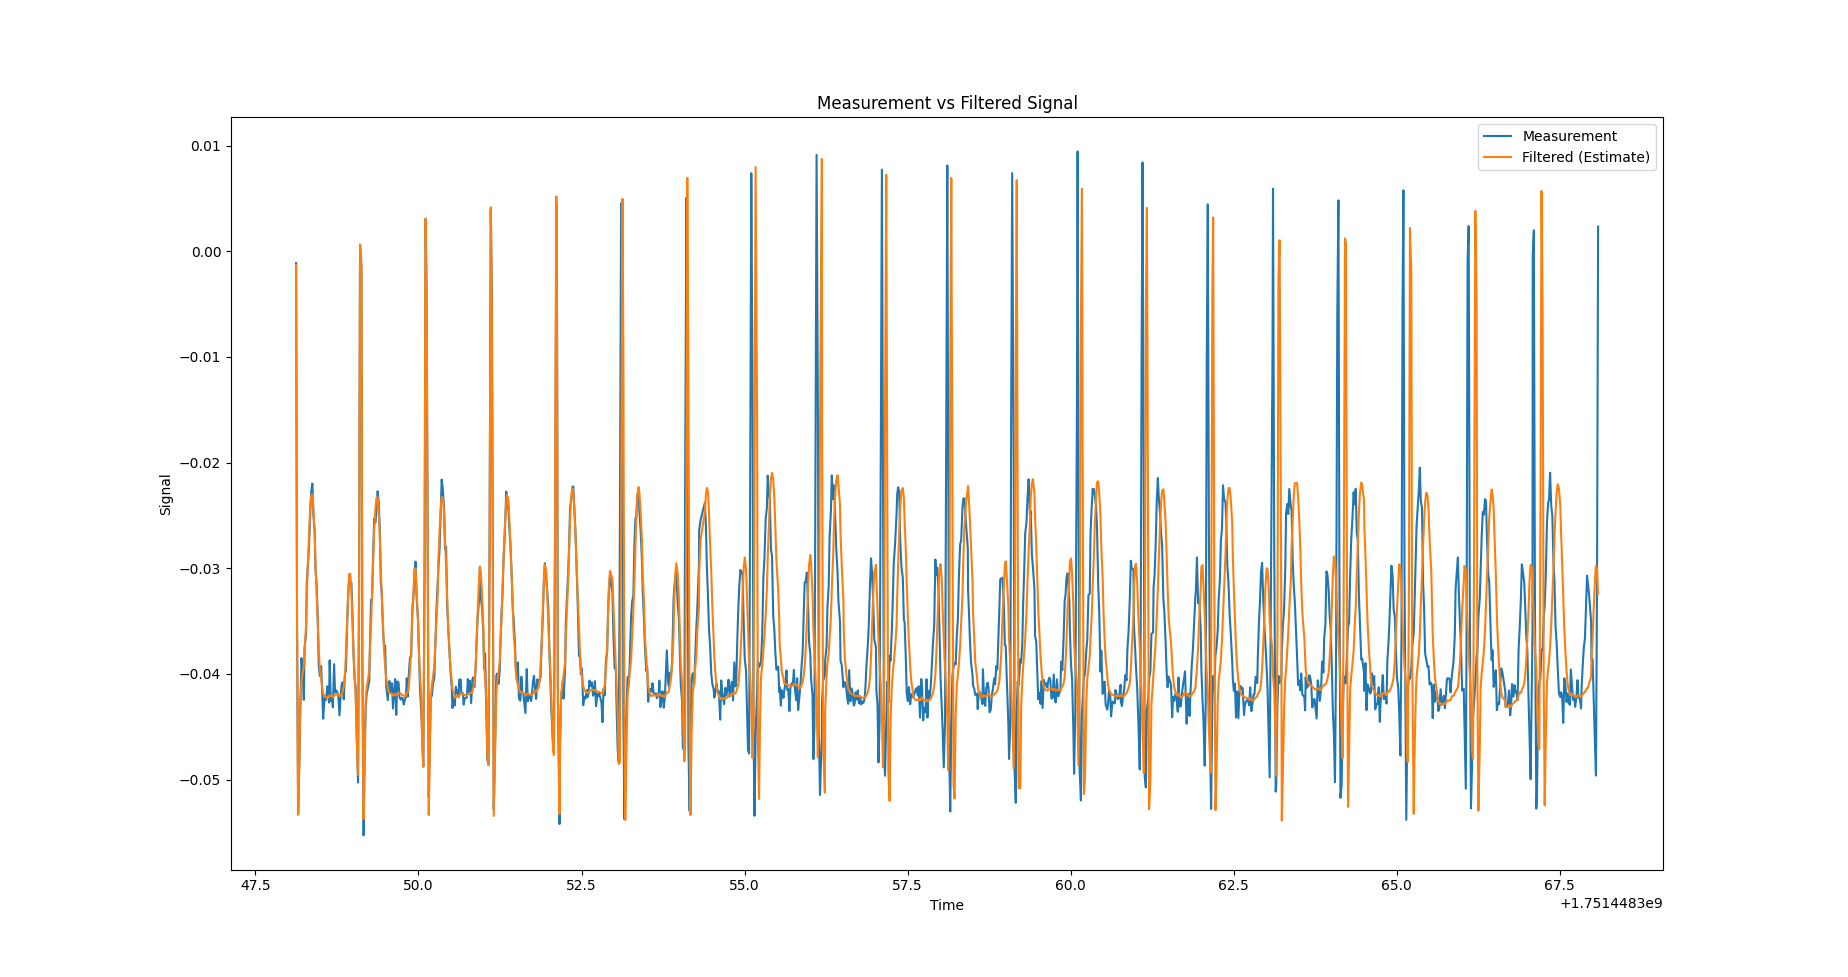 Measurement vs Filtered Signal
Measurement
Filtered (Estimate)
0.01
0.00
−0.01
−0.02
−0.03
−0.04
−0.05
Signal
47.5 50.0 52.5 55.0 57.5 60.0 62.5 65.0 67.5
Time
+1.7514483e9